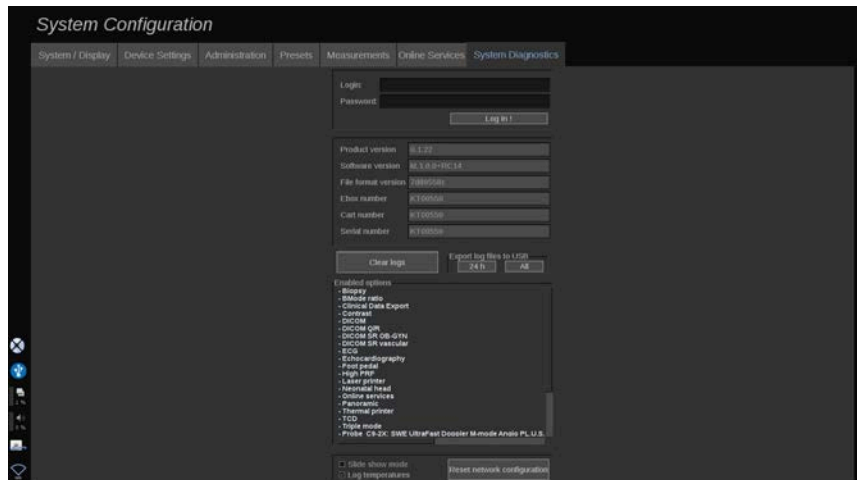 System Configuration
System / Display Device Settings Administration Presets Measurements Online Services System Diagnostics
Login:
Password:
Log in !
Product version
Software version
File format version
Ebox number
Cart number
Serial number
Clear logs
Export log files to USB
24 h All
Enabled options
- Biopsy
- BMode ratio
- Clinical Data Export
- Contrast
- DICOM
- DICOM Q/R
- DICOM SR OB-GYN
- DICOM SR vascular
- ECG
- Echocardiography
- Foot pedal
- High PRF
- Laser printer
- Neonatal head
- Online services
- Panoramic
- Thermal printer
- TCD
- Triple mode
- Probe C9-2X: SWE UltraFast Doppler M-mode Angio PL.U.S.
Slide show mode
Log temperatures
Reset network configuration